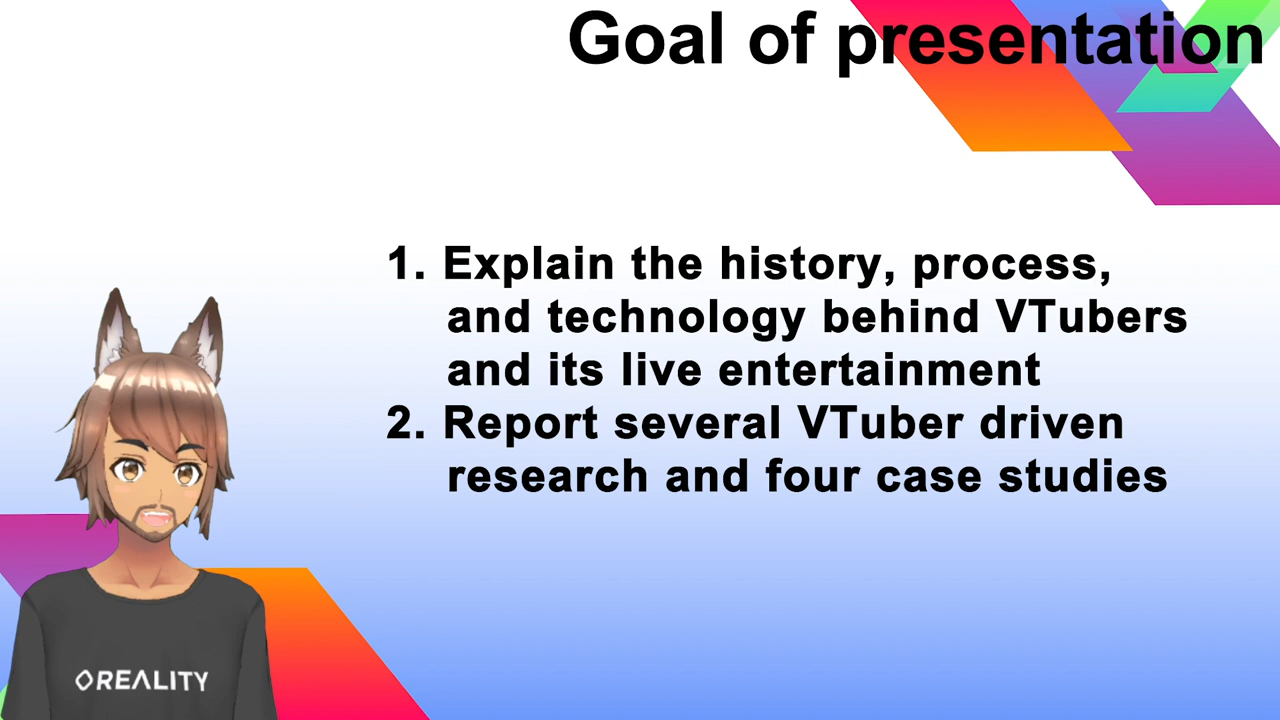 Goal of presentation
1. Explain the history, process,
and technology behind VTubers
and its live entertainment
2. Report several VTuber driven
research and four case studies
REALITY